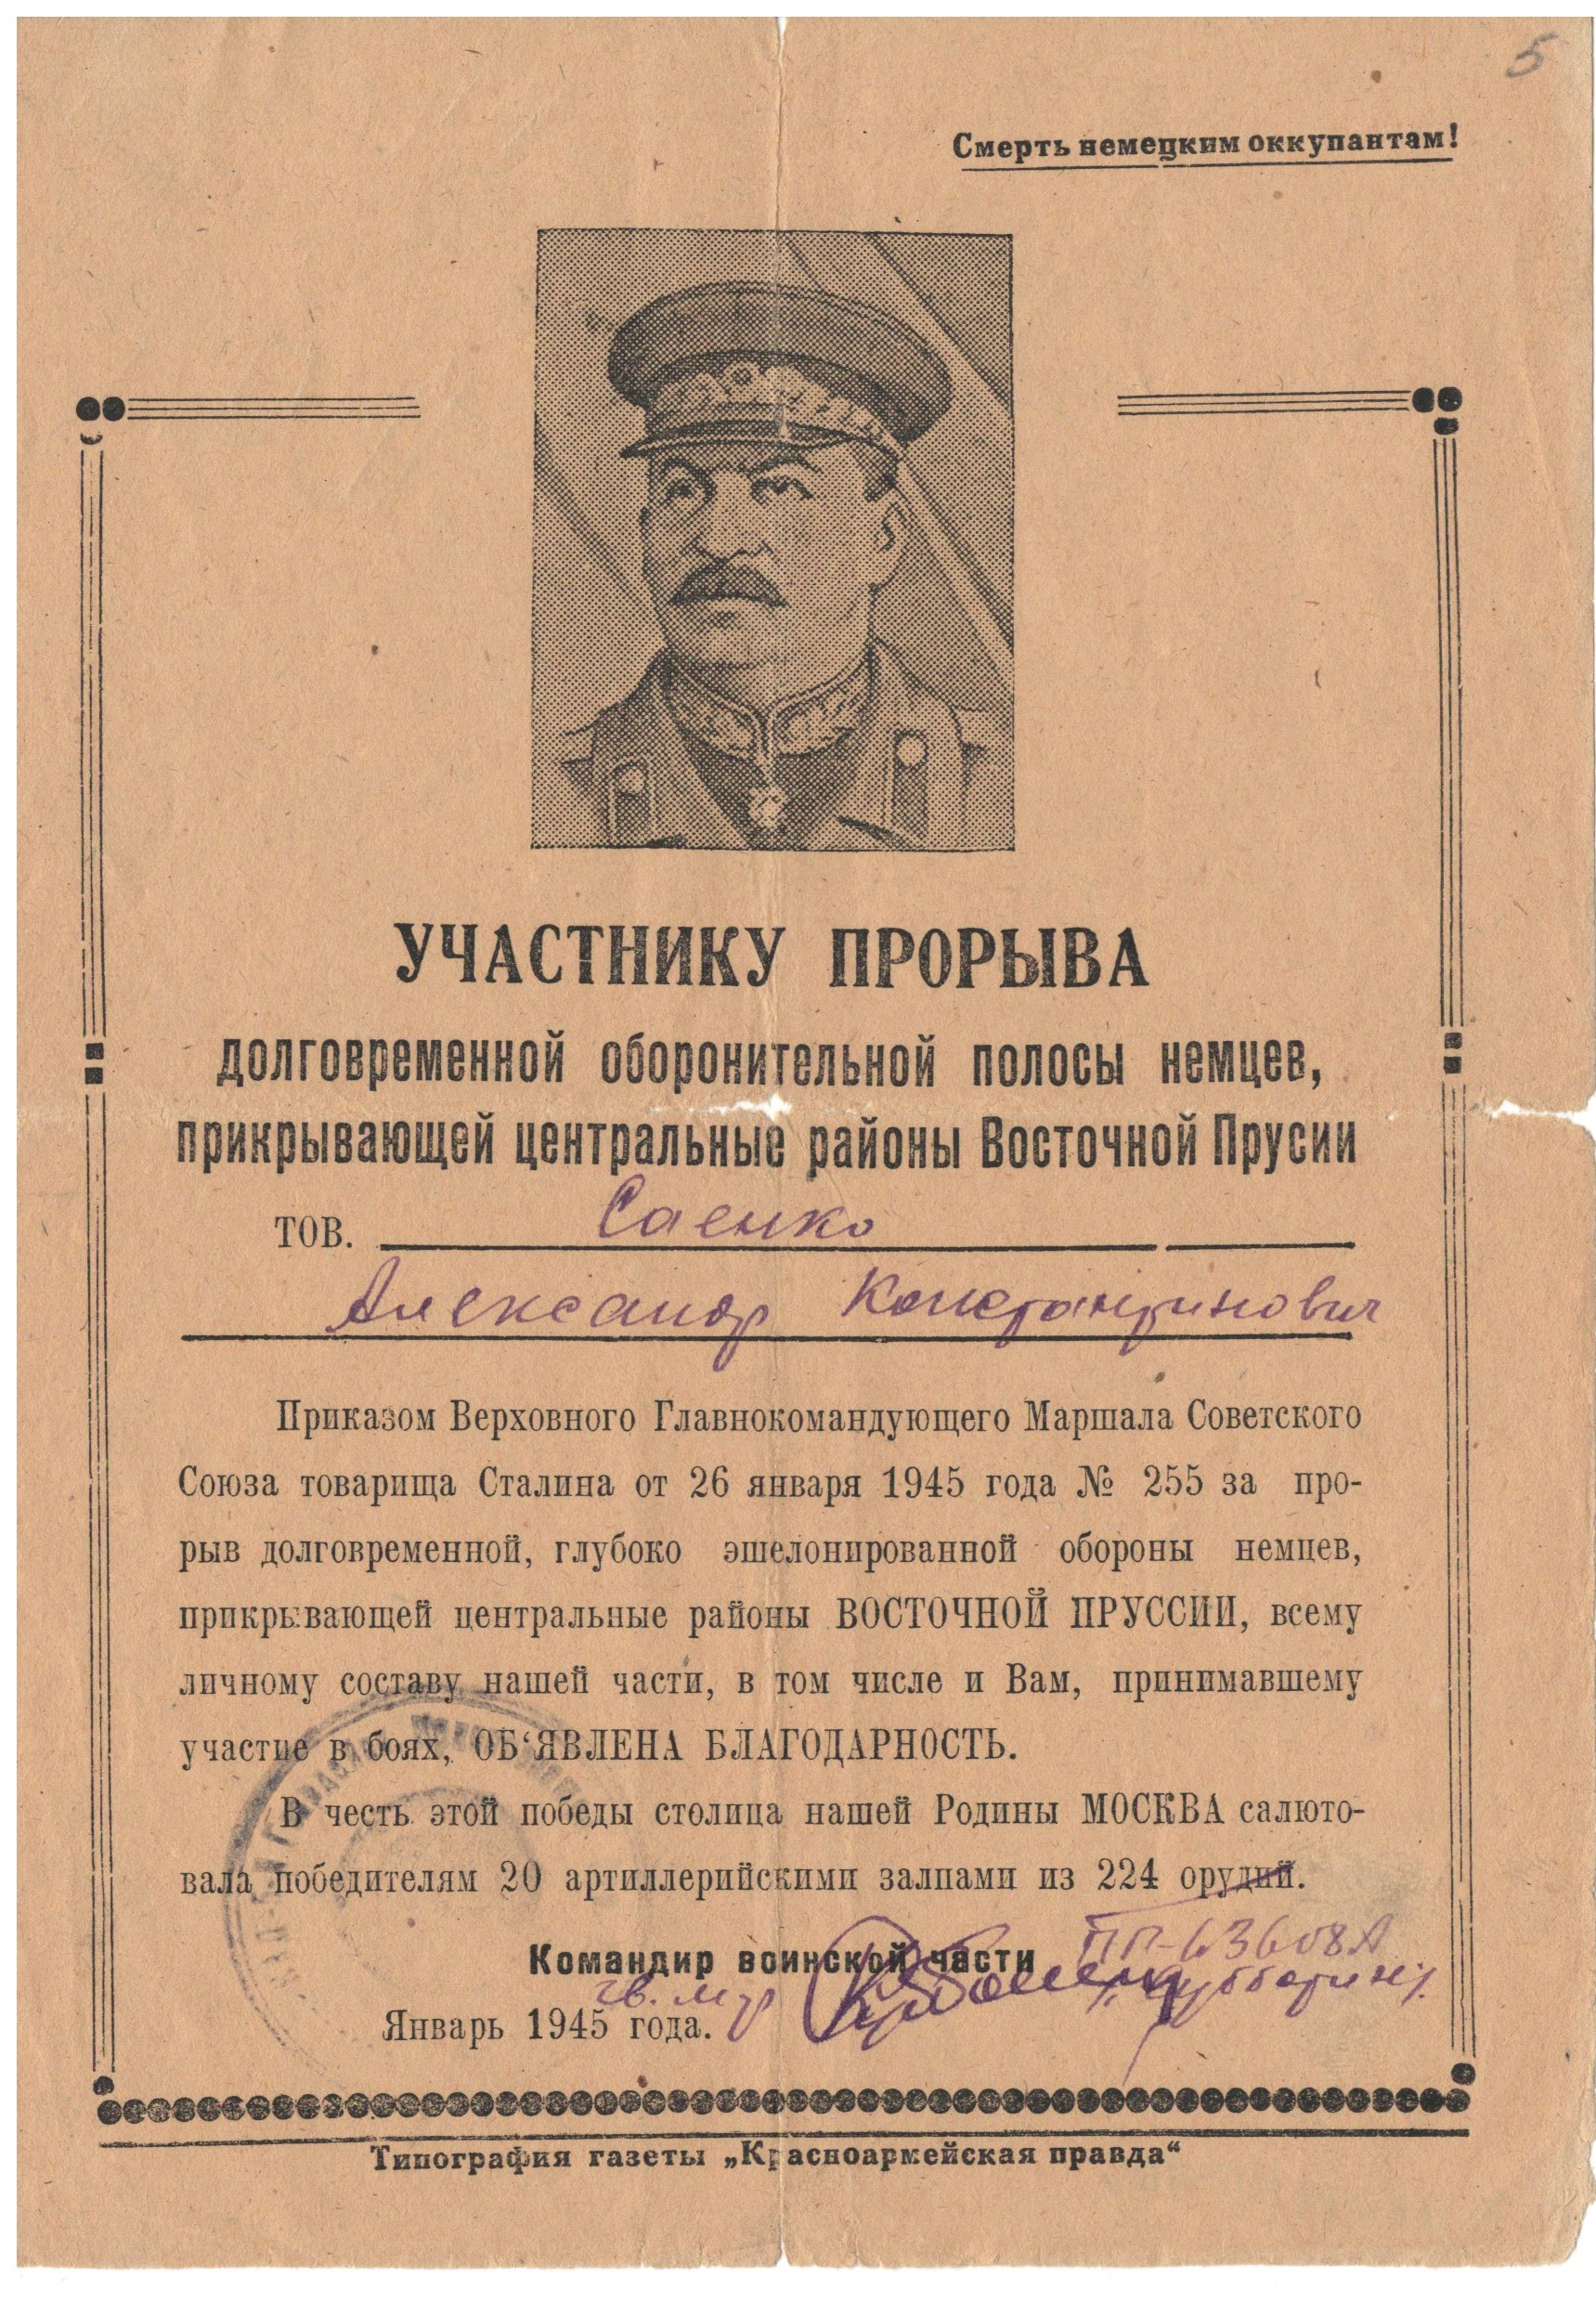 5
Смерть немецким оккупантам!
УЧАСТНИКУ ПРОРЫВА
долговременной оборонительной полосы немцев,
прикрывающей центральные районы Восточной Прусии
ТОВ. Саенко
Александр Константинович
Приказом Верховного Главнокомандующего Маршала Советского
Союза товарища Сталина от 26 января 1945 года № 255 за про-
рыв долговременной, глубоко эшелонированной обороны немцев,
прикрывающей центральные районы ВОСТОЧНОЙ ПРУССИИ, всему
личному составу нашей части, в том числе и Вам, принимавшему
участие в боях, ОБ‘ЯВЛЕНА БЛАГОДАРНОСТЬ.
В честь этой победы столица нашей Родины МОСКВА салюто-
вала победителям 20 артиллерийскими залпами из 224 орудий.
Командир воинской части ПП-63608А
гв. м-р
Январь 1945 года.
Типография газеты „Красноармейская правда“